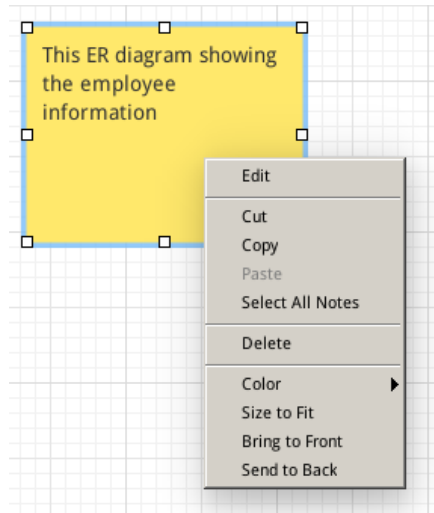 This ER diagram showing
the employee
information
Edit
Cut
Copy
Paste
Select All Notes
Delete
Color
Size to Fit
Bring to Front
Send to Back